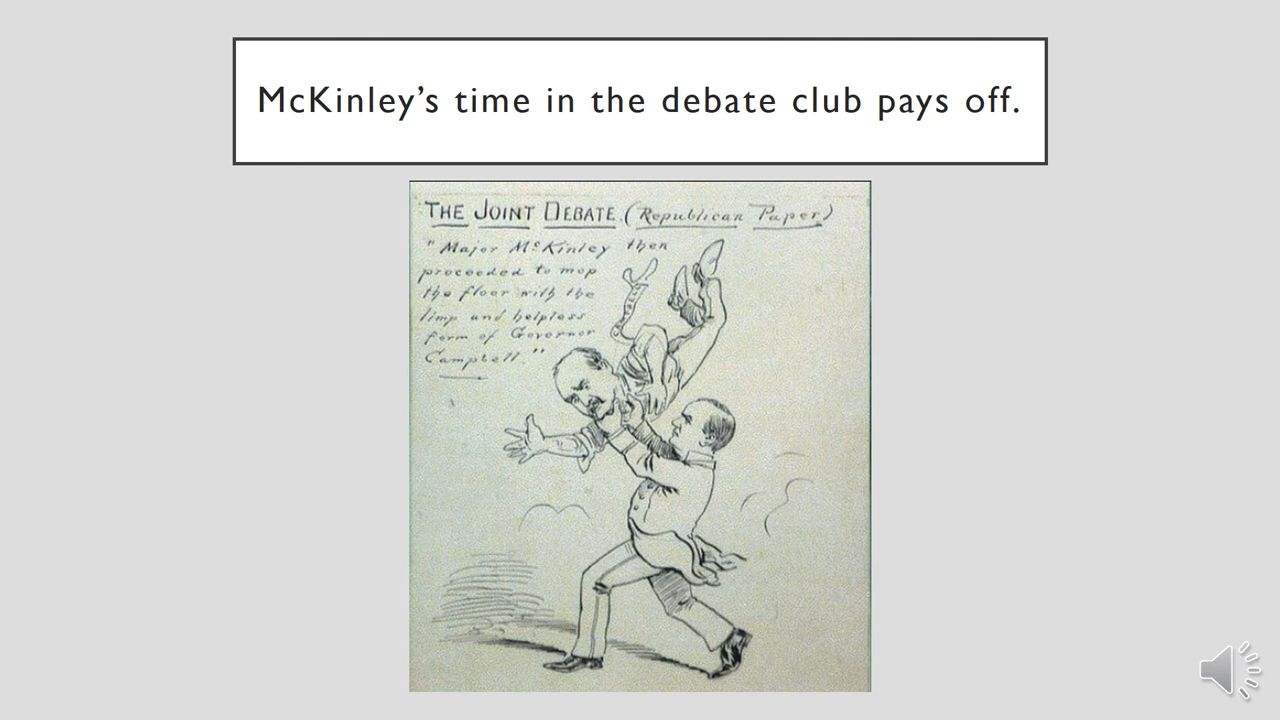 McKinley’s time in the debate club pays off.
THE JOINT DEBATE (Republican Paper)
"Major McKinley then
proceeded to mop
the floor with the
limp and helpless
form of Governor
Campbell."